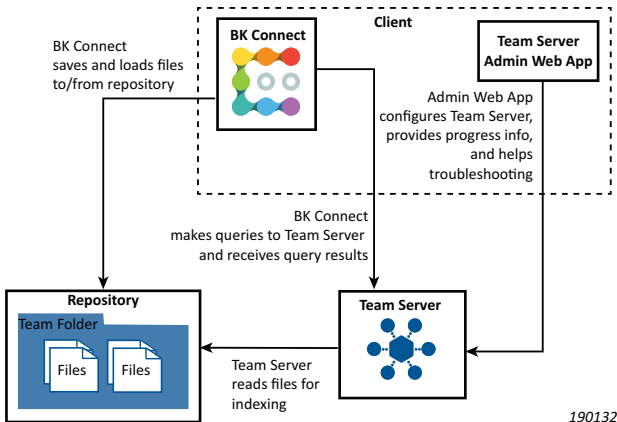 Client
BK Connect
Team Server
Admin Web App
BK Connect
saves and loads files
to/from repository
Admin Web App
configures Team Server,
provides progress info,
and helps
troubleshooting
BK Connect
makes queries to Team Server
and receives query results
Repository
Team Folder
Files
Files
Team Server
Team Server
reads files for
indexing
190132